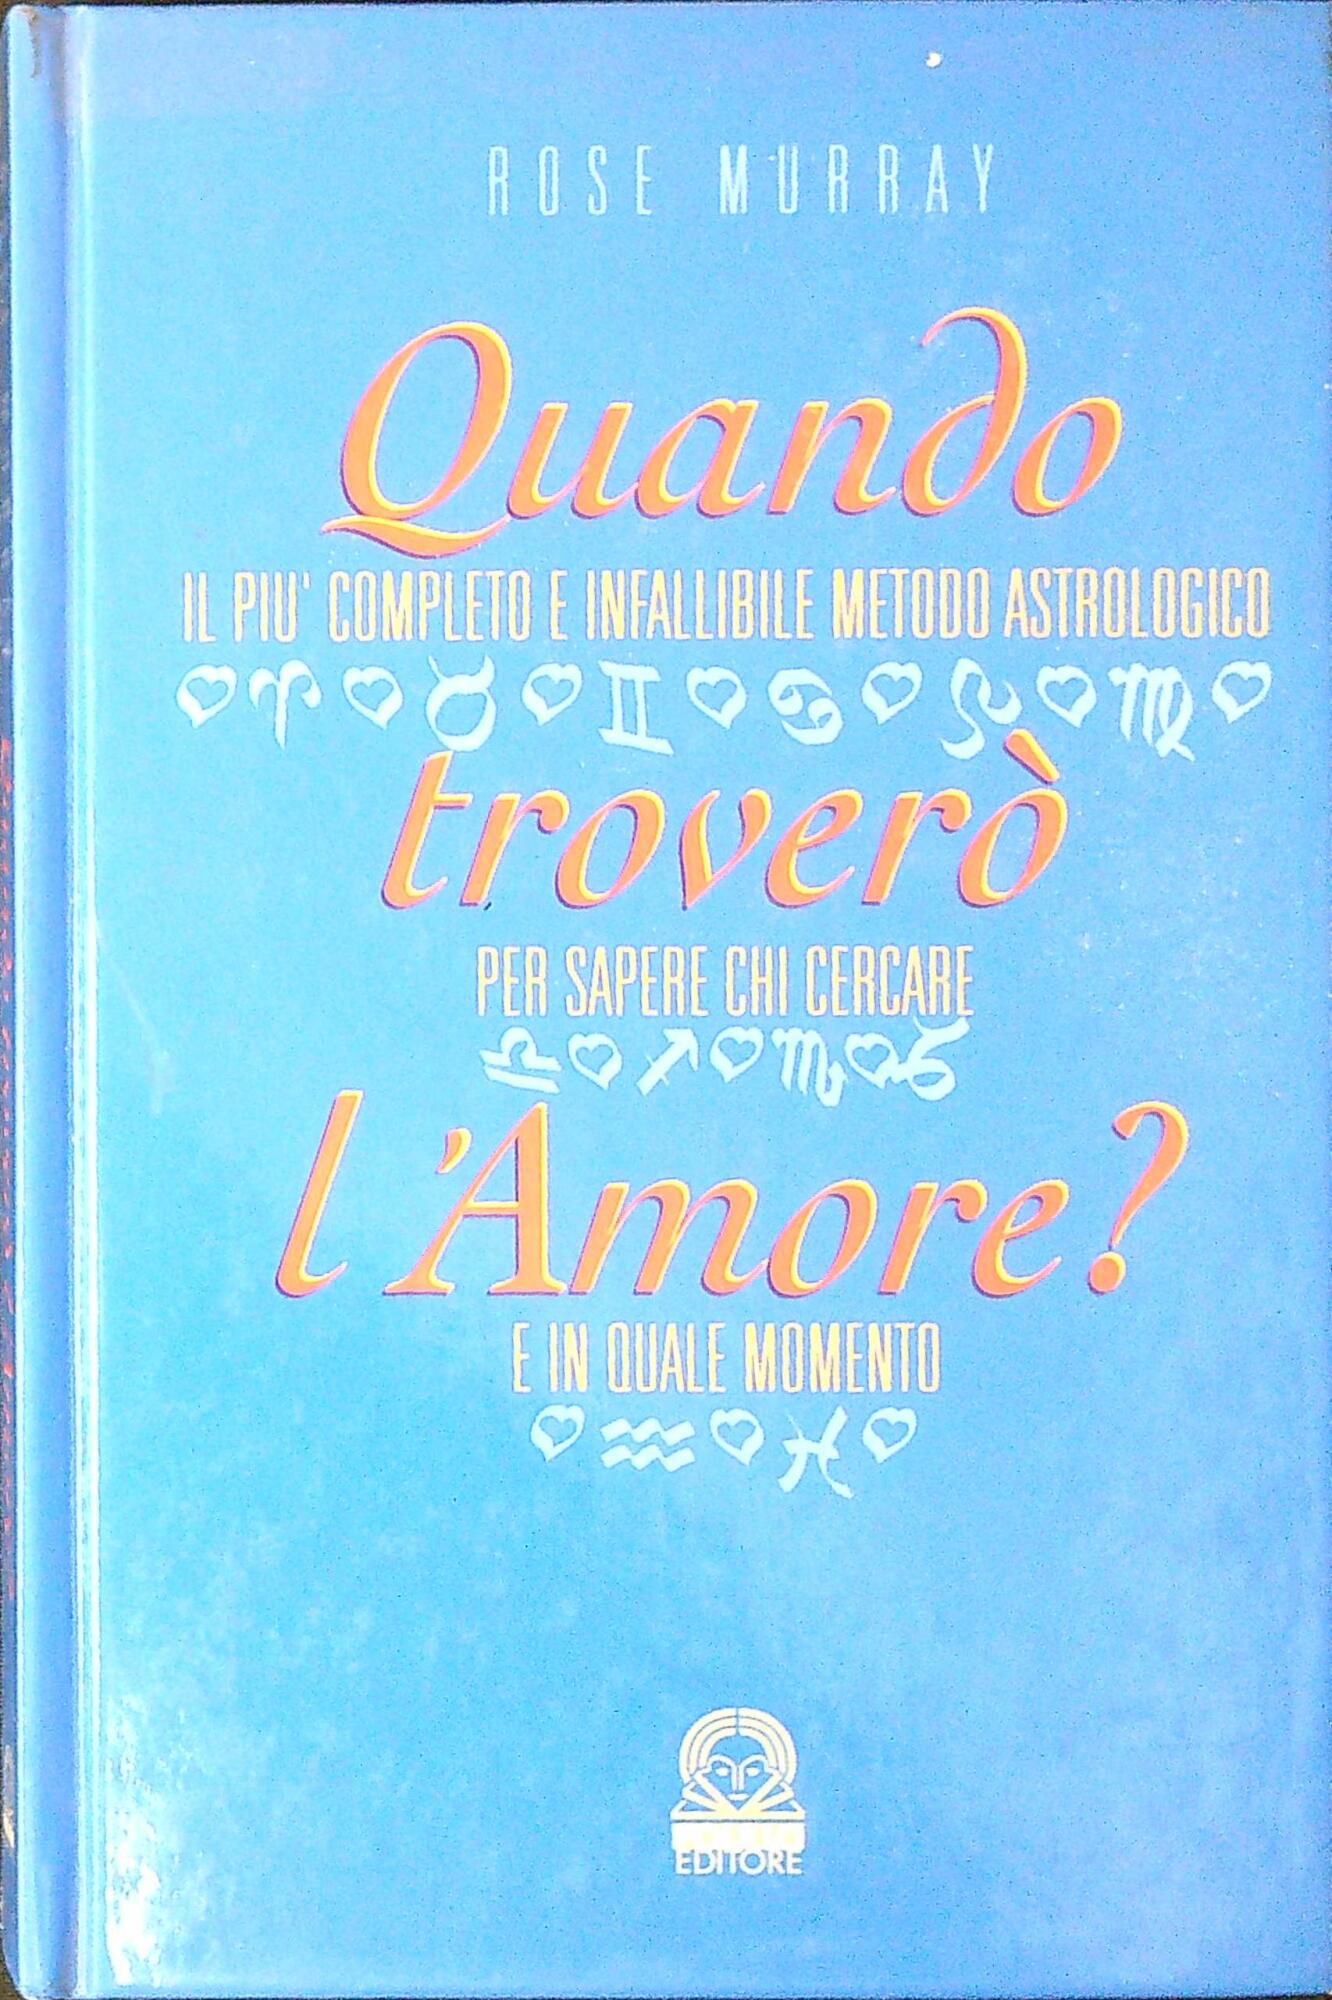 ROSE MURRAY
Quando
IL PIU' COMPLETO E INFALLIBILE METODO ASTROLOGICO
troverò
PER SAPERE CHI CERCARE
l'Amore?
E IN QUALE MOMENTO
EDITORE